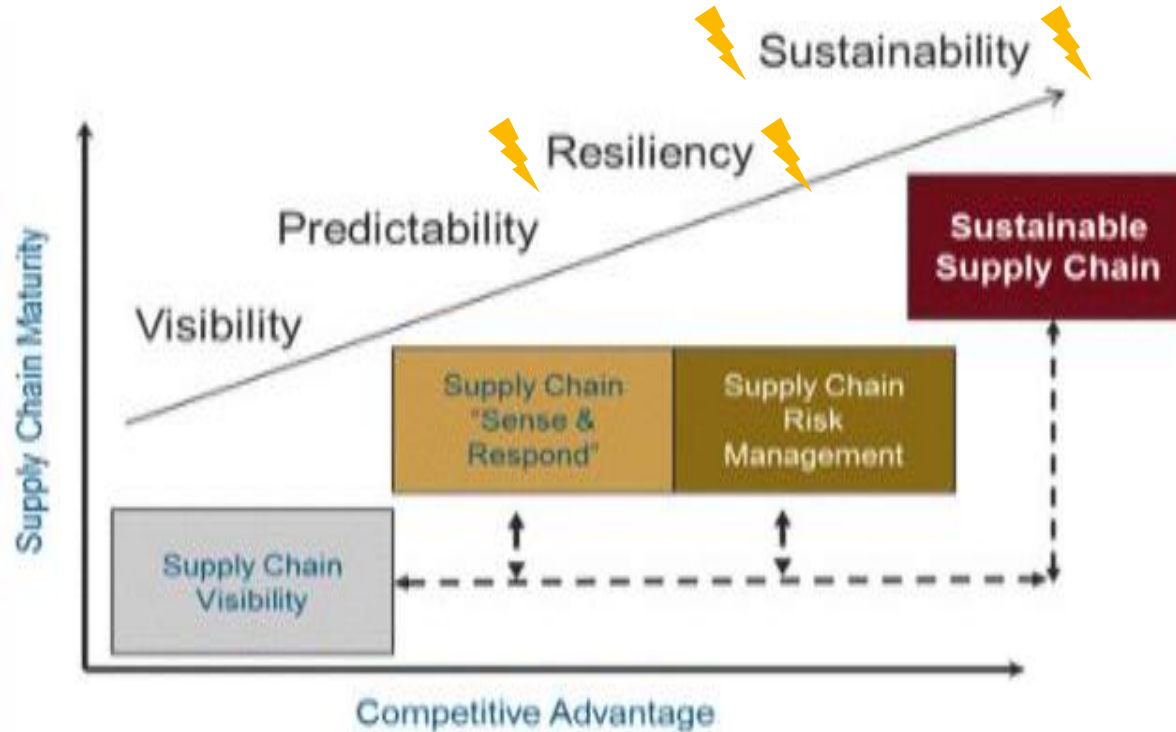 Sustainability
Resiliency
Predictability
Visibility
Supply Chain Maturity
Sustainable
Supply Chain
Supply Chain
"Sense &
Respond"
Supply Chain
Risk
Management
Supply Chain
Visibility
Competitive Advantage